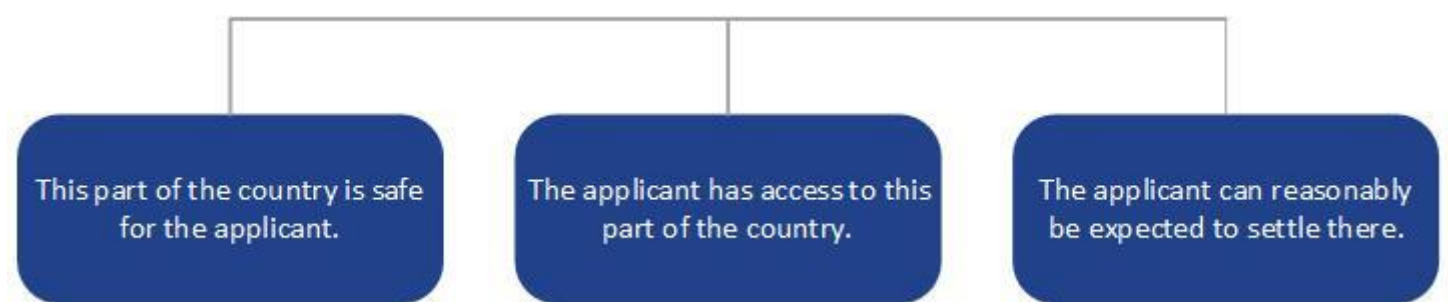 This part of the country is safe
for the applicant.
The applicant has access to this
part of the country.
The applicant can reasonably
be expected to settle there.